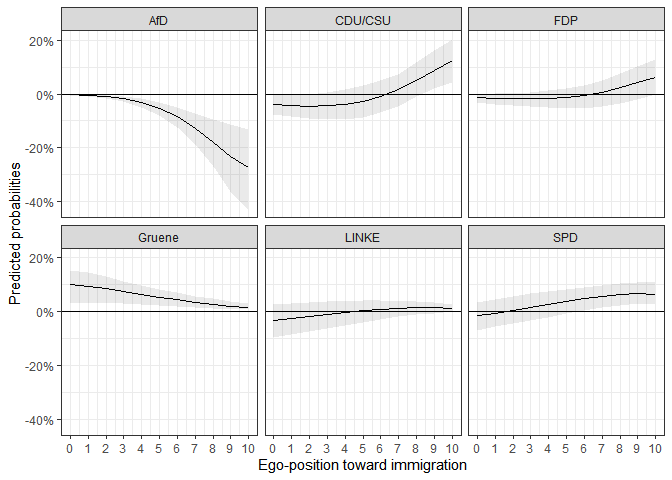 AfD CDU/CSU FDP
20%
0%
-20%
-40%
Gruene LINKE SPD
20%
0%
-20%
-40%
0 1 2 3 4 5 6 7 8 9 10 0 1 2 3 4 5 6 7 8 9 10 0 1 2 3 4 5 6 7 8 9 10
Ego-position toward immigration
Predicted probabilities